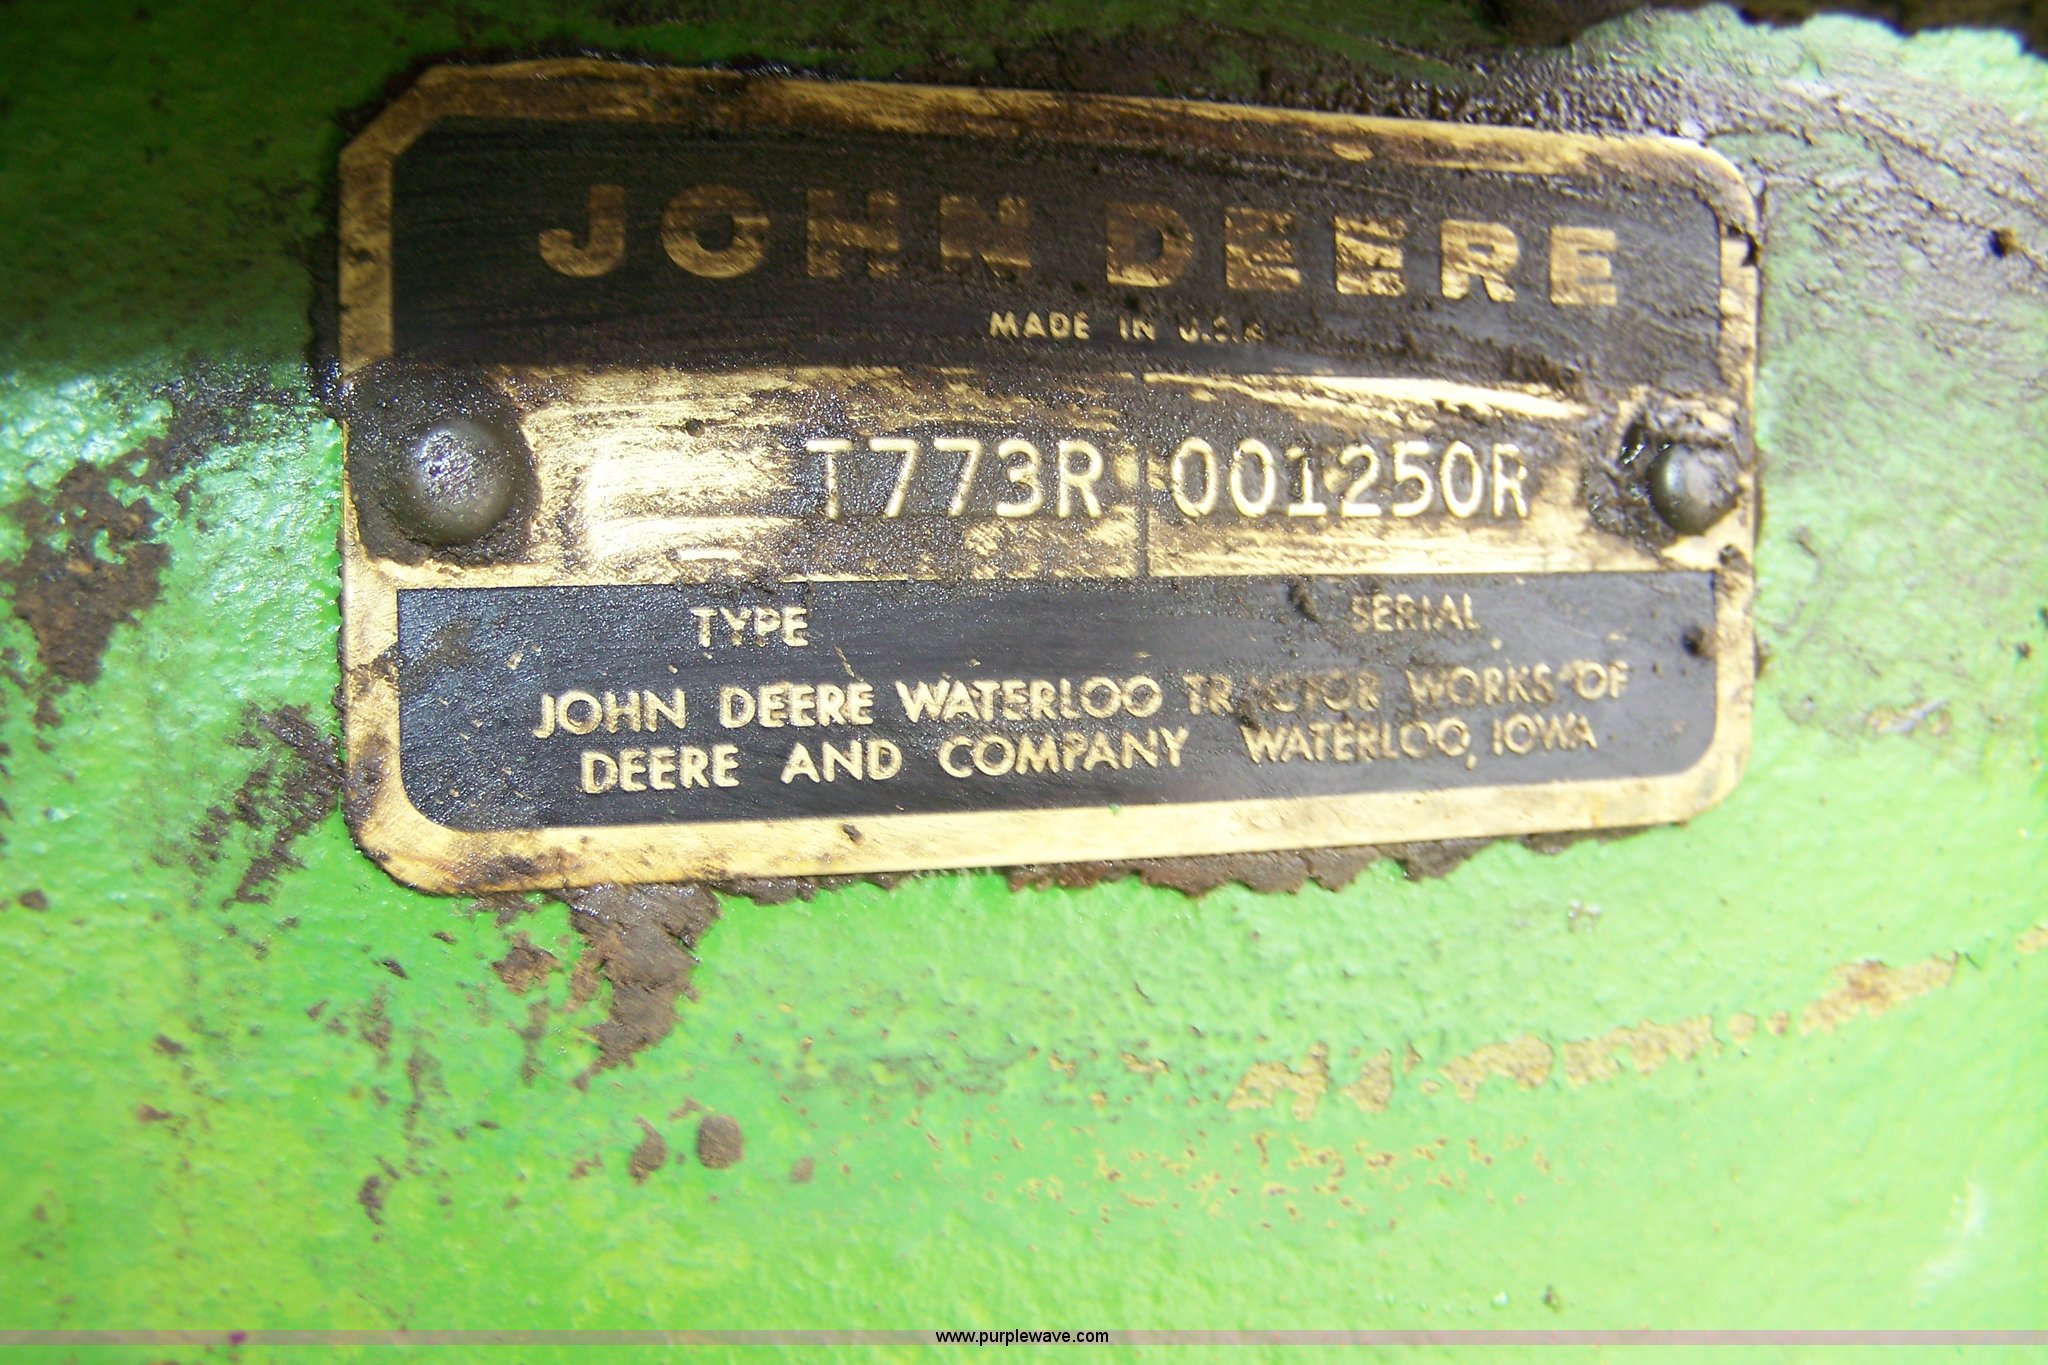 JOHN DEERE
MADE IN U.S.A
T773R 001250R
TYPE SERIAL
JOHN DEERE WATERLOO TRACTOR WORKS OF
DEERE AND COMPANY WATERLOO, IOWA
www.purplewave.com